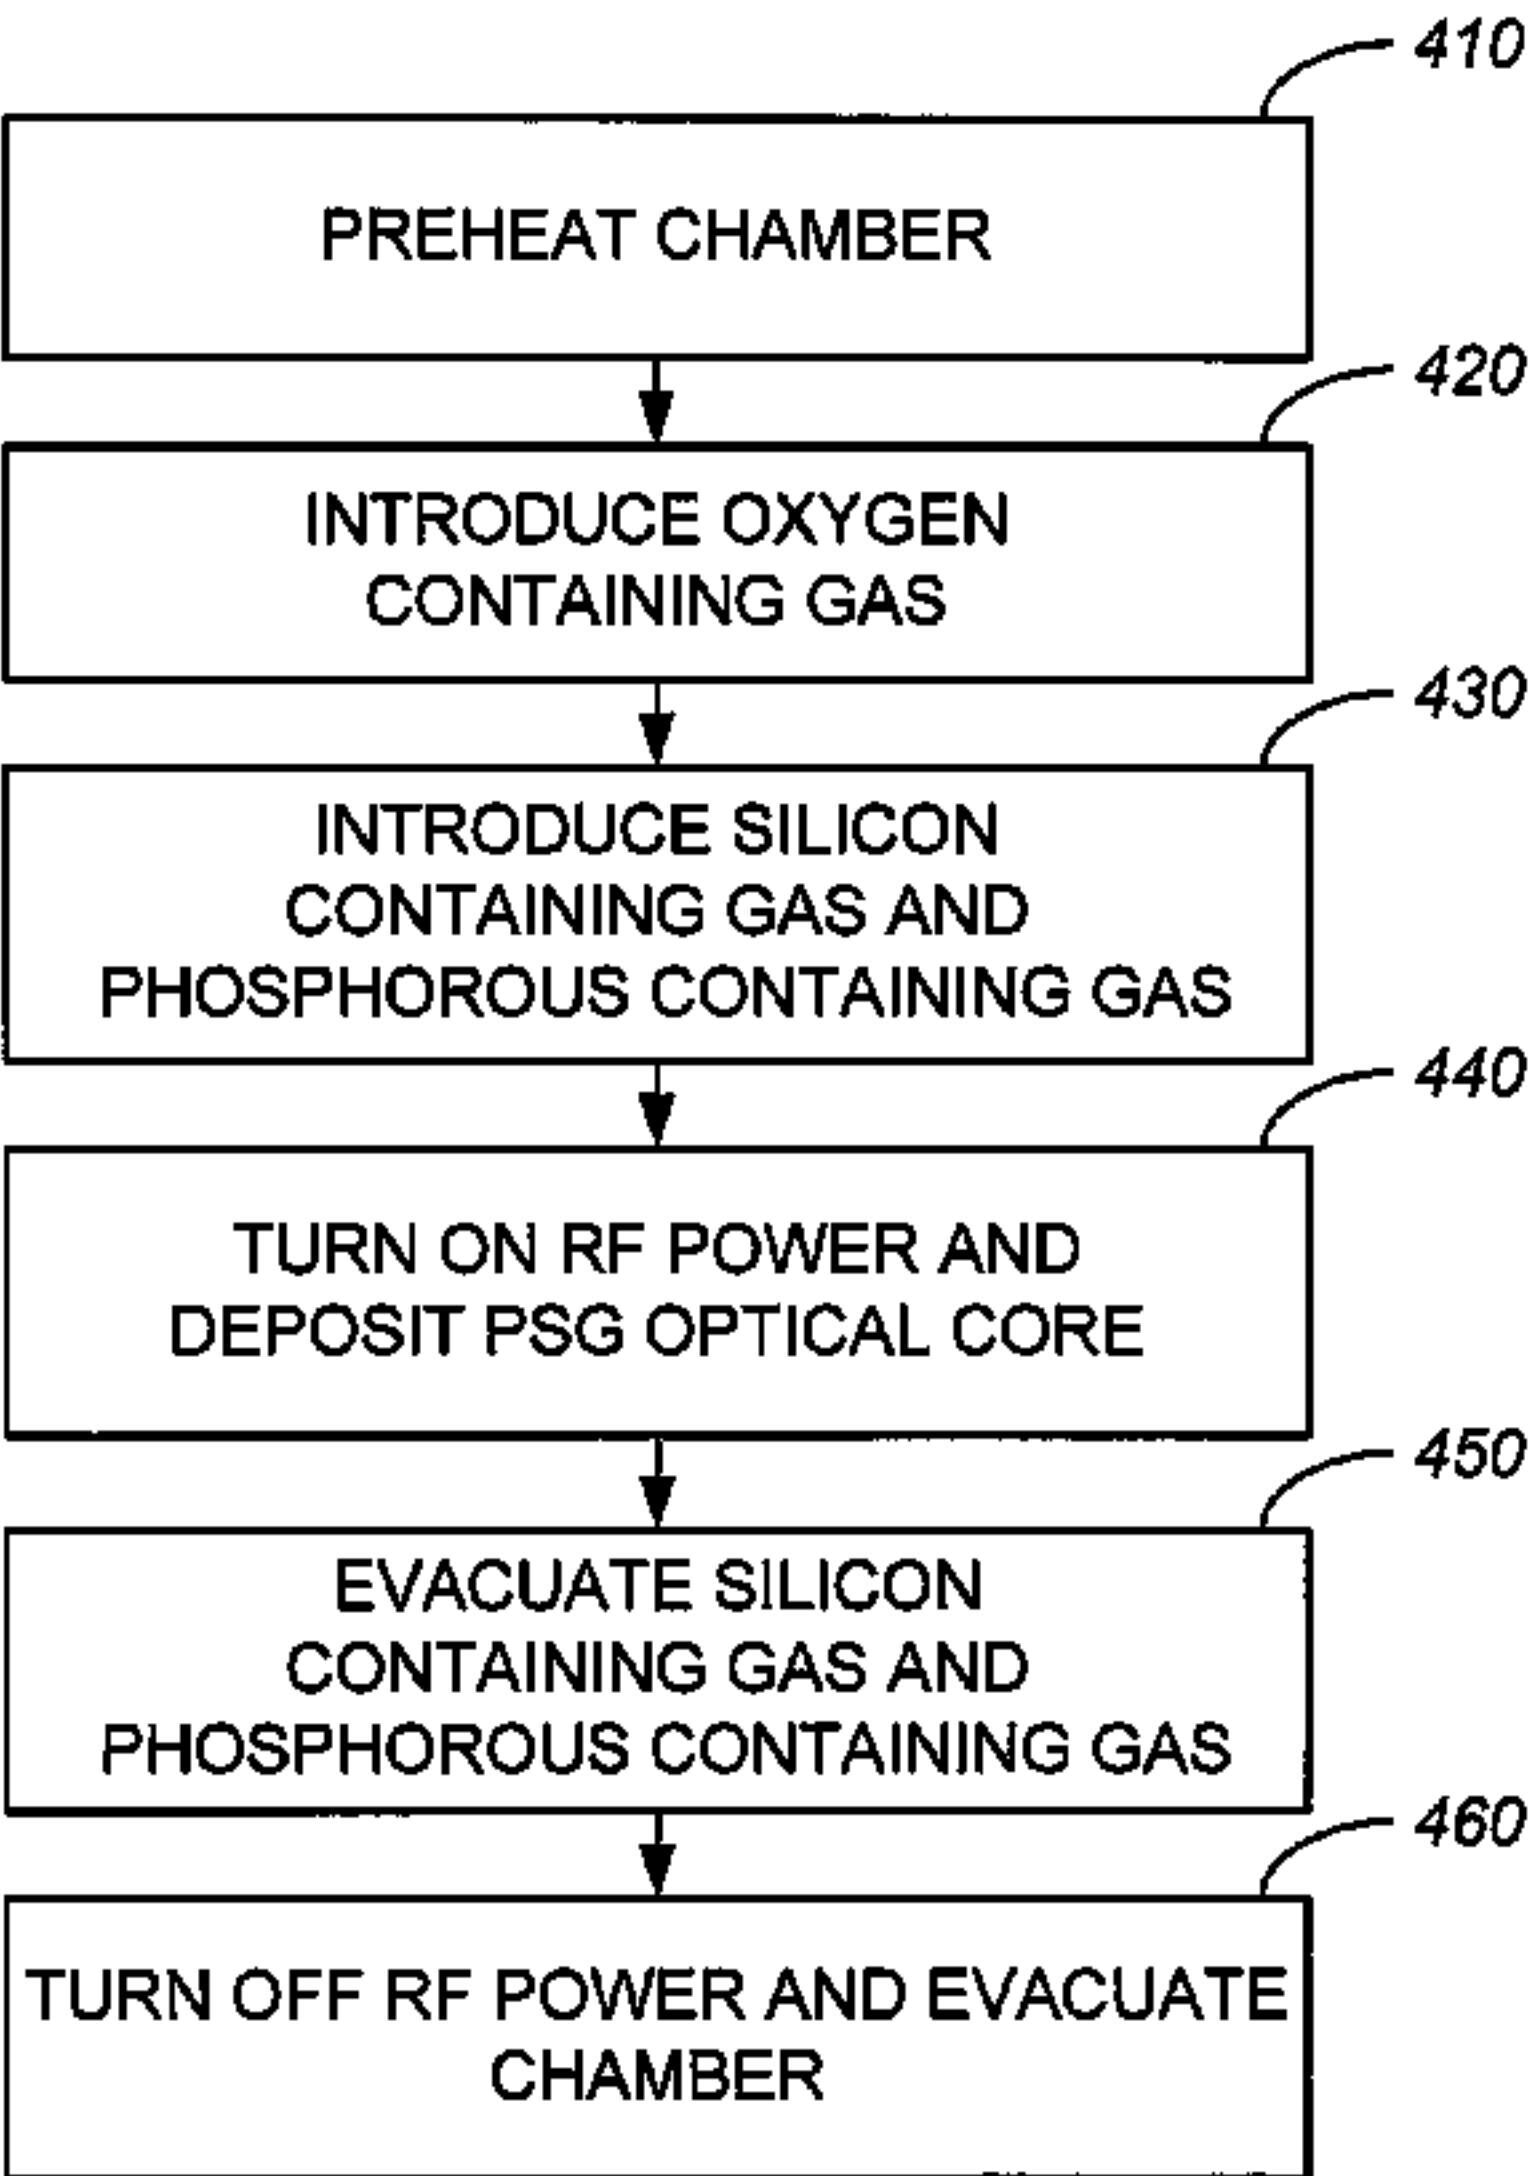 410
PREHEAT CHAMBER
420
INTRODUCE OXYGEN
CONTAINING GAS
430
INTRODUCE SILICON
CONTAINING GAS AND
PHOSPHOROUS CONTAINING GAS
440
TURN ON RF POWER AND
DEPOSIT PSG OPTICAL CORE
450
EVACUATE SILICON
CONTAINING GAS AND
PHOSPHOROUS CONTAINING GAS
460
TURN OFF RF POWER AND EVACUATE
CHAMBER